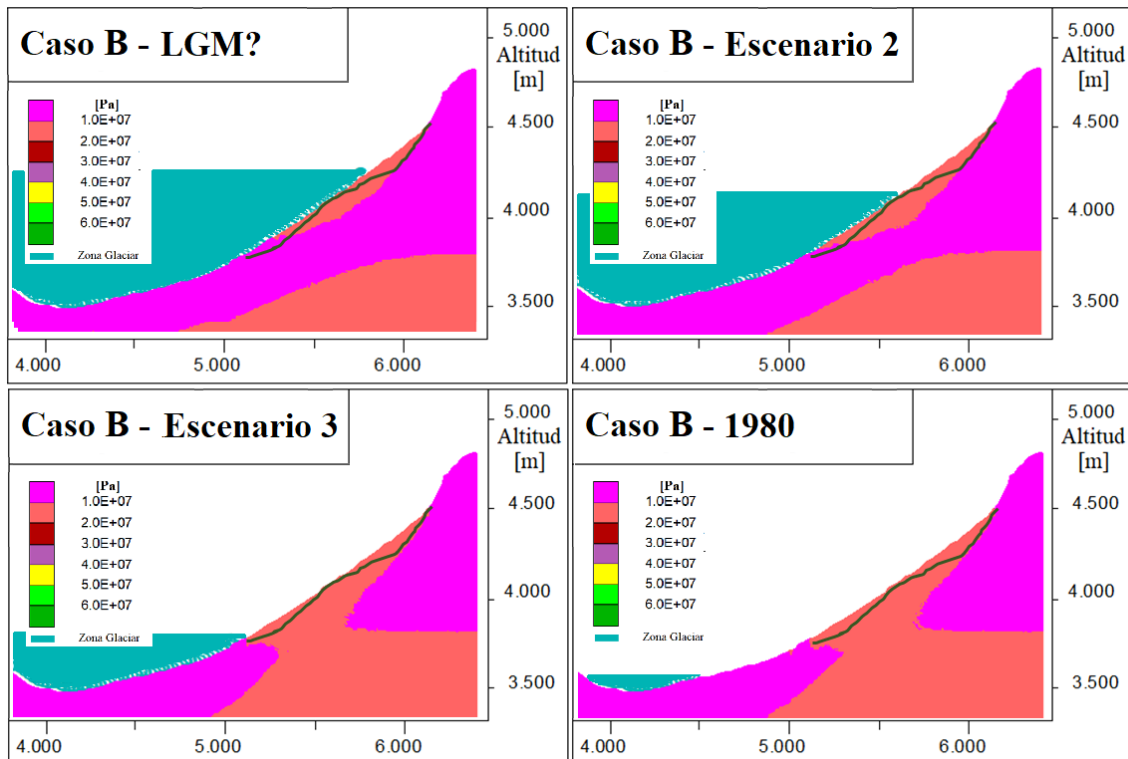 Caso B - LGM?
[Pa]
1.0E+07
2.0E+07
3.0E+07
4.0E+07
5.0E+07
6.0E+07
Zona Glaciar
5.000
Altitud
[m]
4.500
4.000
3.500
4.000 5.000 6.000
Caso B - Escenario 2
[Pa]
1.0E+07
2.0E+07
3.0E+07
4.0E+07
5.0E+07
6.0E+07
Zona Glaciar
5.000
Altitud
[m]
4.500
4.000
3.500
4.000 5.000 6.000
Caso B - Escenario 3
[Pa]
1.0E+07
2.0E+07
3.0E+07
4.0E+07
5.0E+07
6.0E+07
Zona Glaciar
5.000
Altitud
[m]
4.500
4.000
3.500
4.000 5.000 6.000
Caso B - 1980
[Pa]
1.0E+07
2.0E+07
3.0E+07
4.0E+07
5.0E+07
6.0E+07
Zona Glaciar
5.000
Altitud
[m]
4.500
4.000
3.500
4.000 5.000 6.000